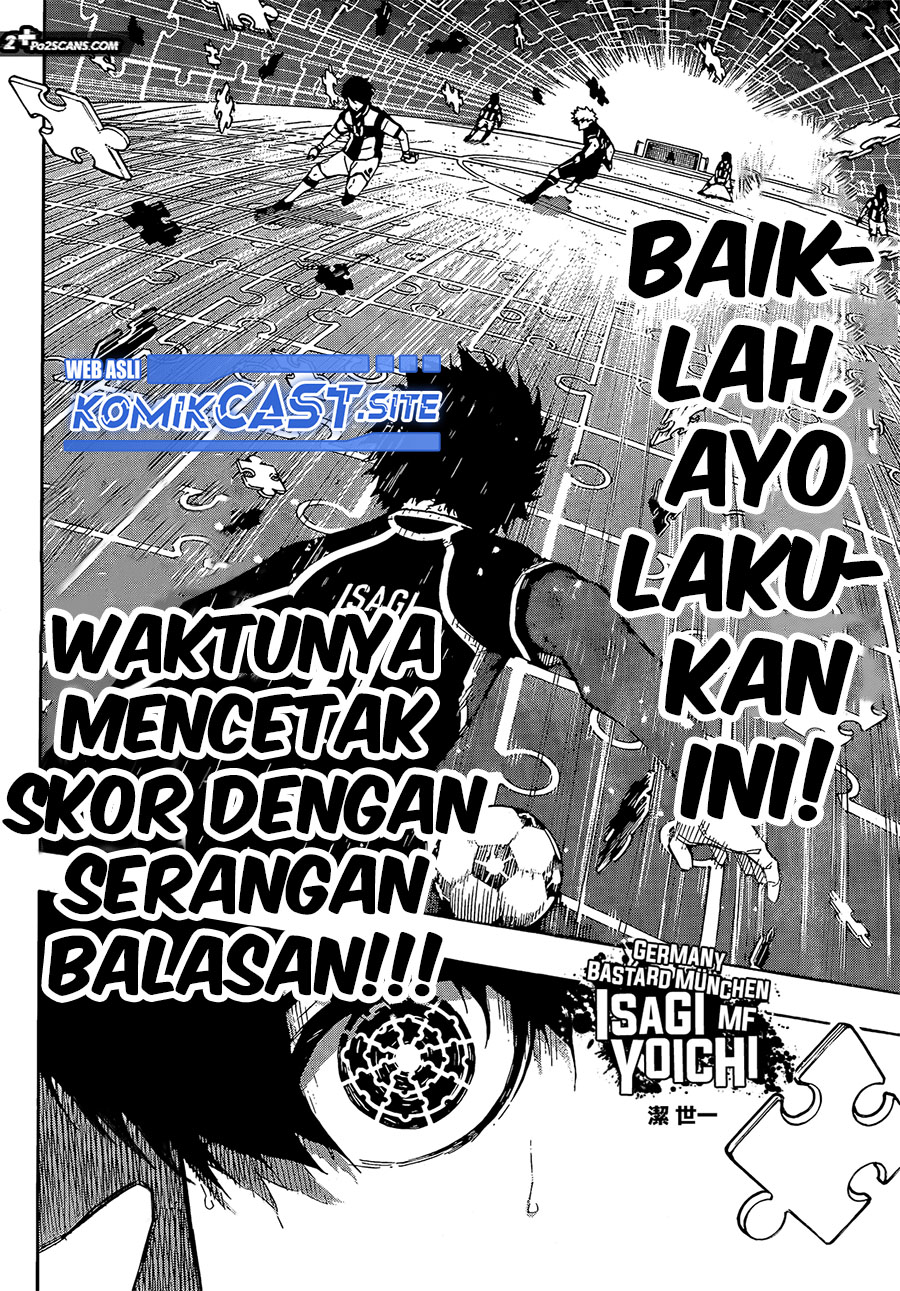 2+ PO2SCANS.COM
BAIK-
LAH,
AYO
LAKU-
KAN
INI!
WEB ASLI
KOMIKCAST.SITE
ISAGI
WAKTUNYA
MENCETAK
SKOR DENGAN
SERANGAN
BALASAN!!!
GERMANY
BASTARD MÜNCHEN
ISAGI MF
YOICHI
潔 世一